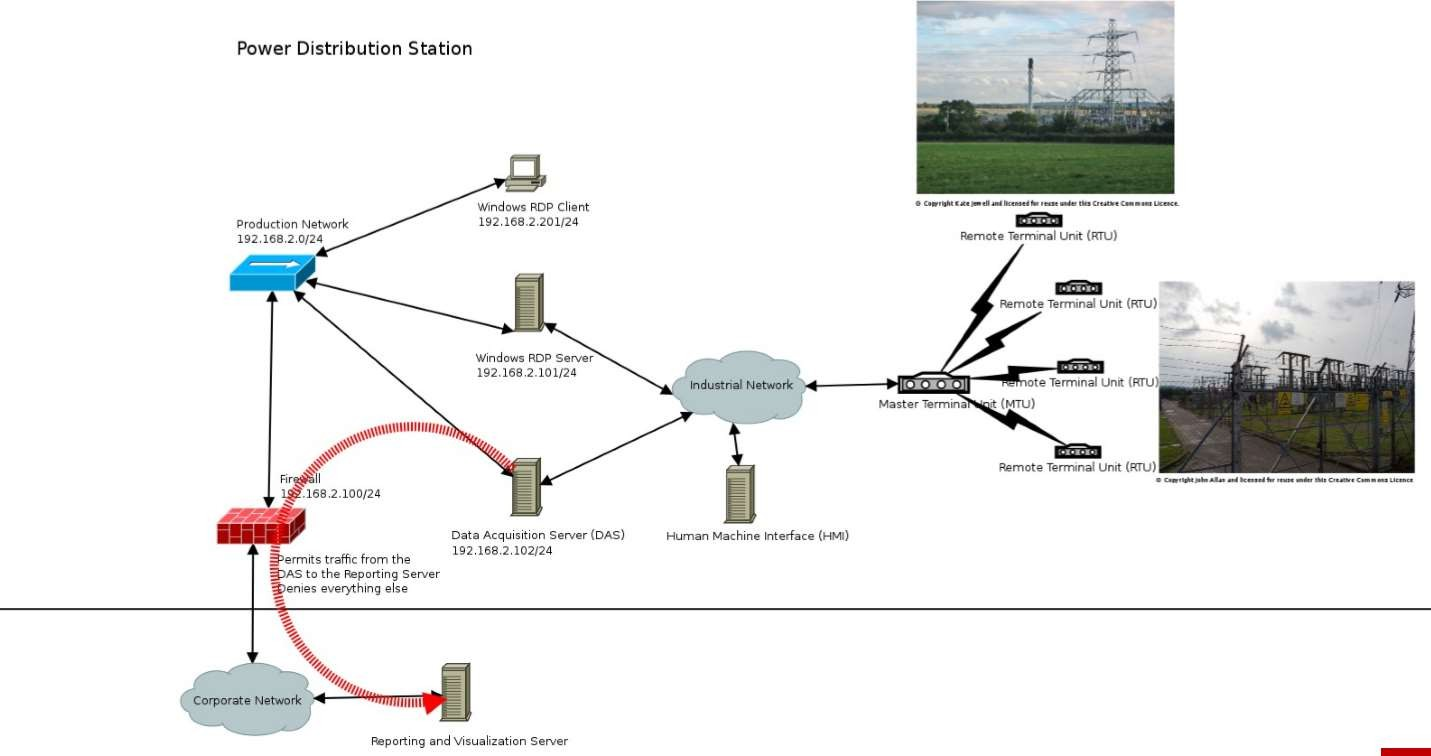 Power Distribution Station
© Copyright Kate Jewell and licensed for reuse under this Creative Commons Licence.
Remote Terminal Unit (RTU)
Windows RDP Client
192.168.2.201/24
Production Network
192.168.2.0/24
Remote Terminal Unit (RTU)
Windows RDP Server
192.168.2.101/24
Industrial Network
Remote Terminal Unit (RTU)
Master Terminal Unit (MTU)
Remote Terminal Unit (RTU)
© Copyright John Allan and licensed for reuse under this Creative Commons Licence
Firewall
192.168.2.100/24
Data Acquisition Server (DAS)
192.168.2.102/24
Human Machine Interface (HMI)
Permits traffic from the
DAS to the Reporting Server
Denies everything else
Corporate Network
Reporting and Visualization Server